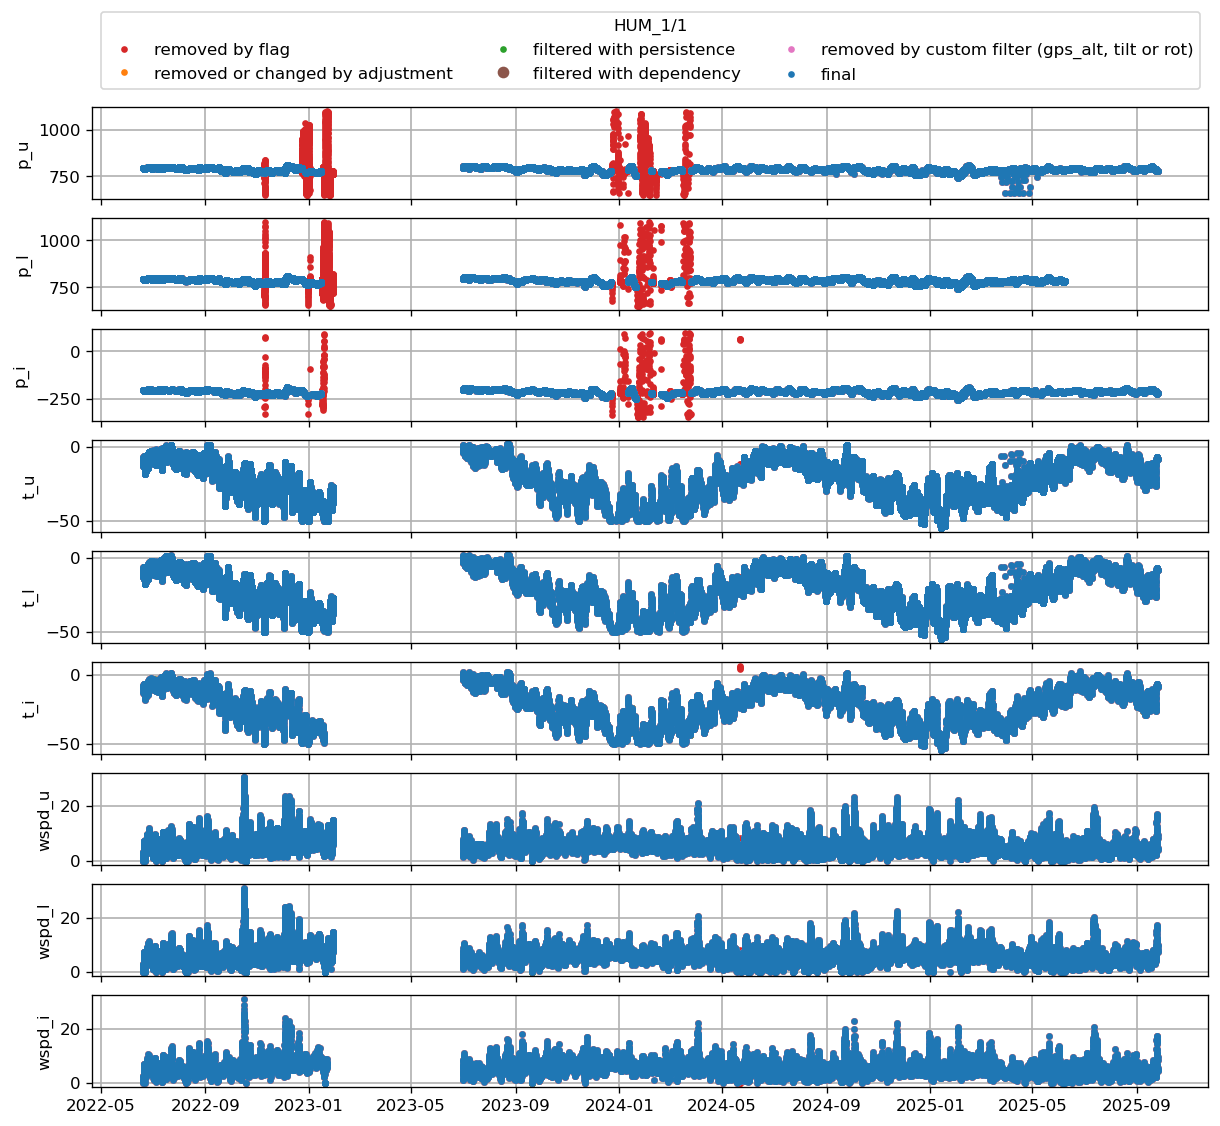 HUM_1/1
removed by flag
removed or changed by adjustment
filtered with persistence
filtered with dependency
removed by custom filter (gps_alt, tilt or rot)
final
p_u
1000
750
p_l
1000
750
p_i
0
−250
t_u
0
−50
t_l
0
−50
t_i
0
−50
wspd_u
20
0
wspd_l
20
0
wspd_i
20
0
2022-05 2022-09 2023-01 2023-05 2023-09 2024-01 2024-05 2024-09 2025-01 2025-05 2025-09